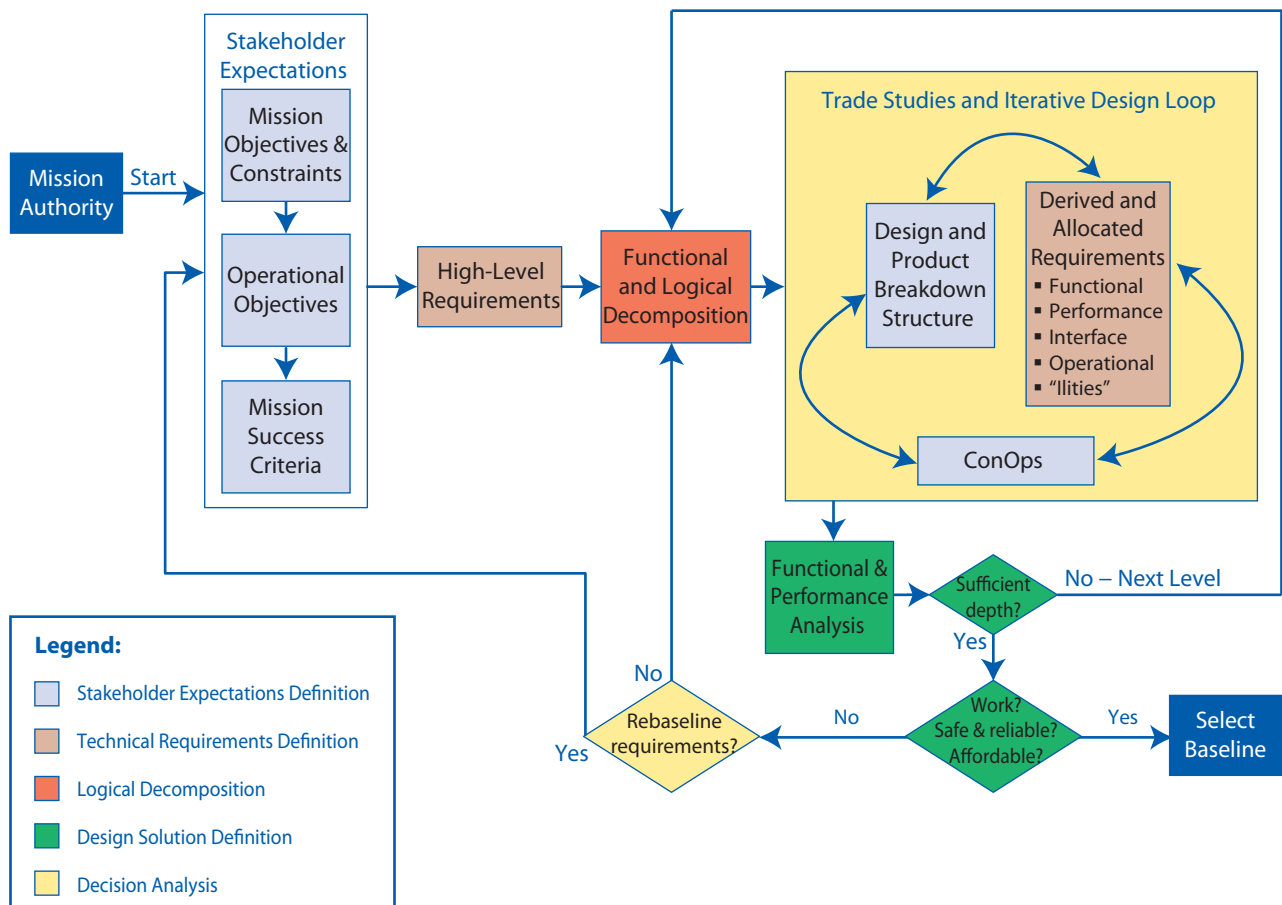 Stakeholder
Expectations
Mission
Objectives &
Constraints
Mission
Authority
Start
Operational
Objectives
Mission
Success
Criteria
High-Level
Requirements
Functional
and Logical
Decomposition
Trade Studies and Iterative Design Loop
Design and
Product
Breakdown
Structure
Derived and
Allocated
Requirements
▪ Functional
▪ Performance
▪ Interface
▪ Operational
▪ “Ilities”
ConOps
Functional &
Performance
Analysis
Sufficient
depth?
No – Next Level
Yes
Work?
Safe & reliable?
Affordable?
Yes
Select
Baseline
No
Rebaseline
requirements?
No
Yes
Legend:
Stakeholder Expectations Definition
Technical Requirements Definition
Logical Decomposition
Design Solution Definition
Decision Analysis